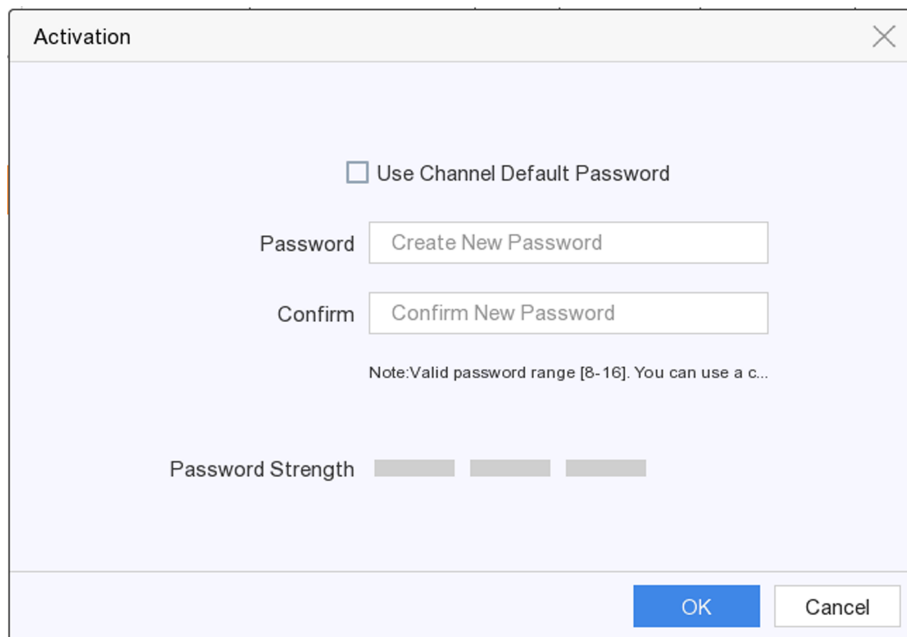 Activation
Use Channel Default Password
Password Create New Password
Confirm Confirm New Password
Note:Valid password range [8-16]. You can use a c...
Password Strength
OK Cancel